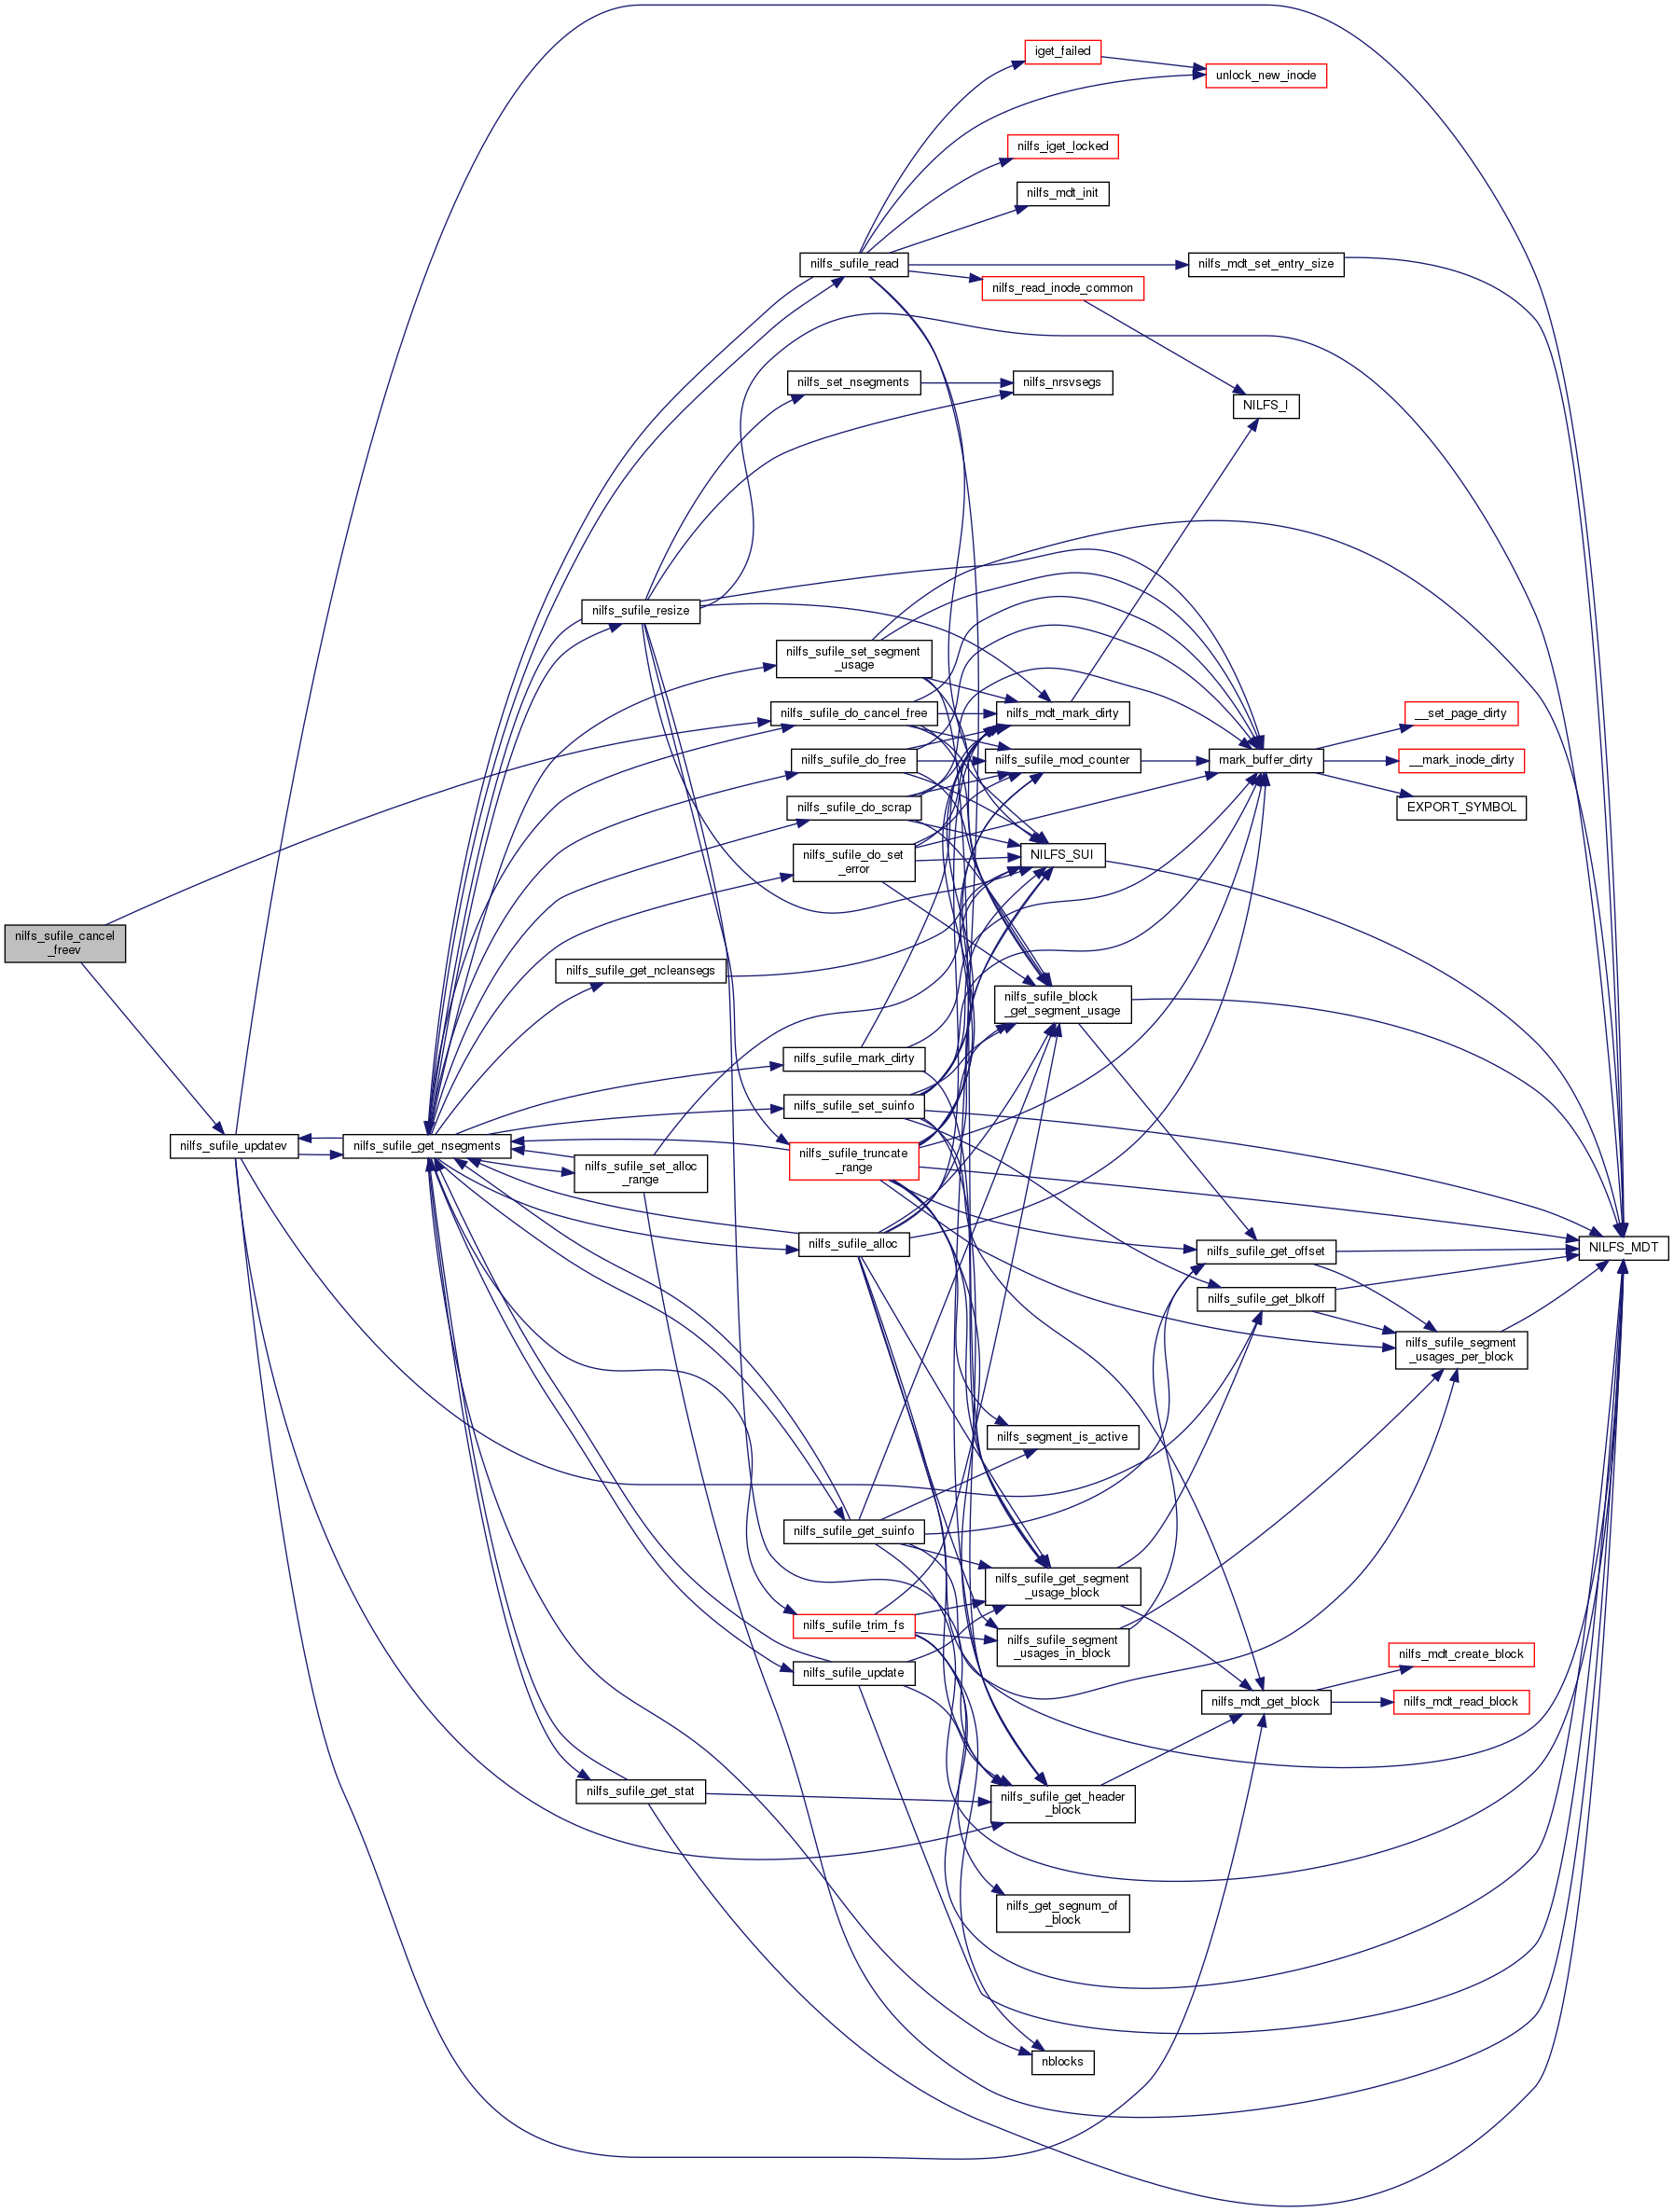 iget_failed
unlock_new_inode
nilfs_iget_locked
nilfs_mdt_init
nilfs_sufile_read
nilfs_mdt_set_entry_size
nilfs_read_inode_common
nilfs_set_nsegments
nilfs_nrsvsegs
NILFS_I
nilfs_sufile_resize
nilfs_sufile_set_segment
_usage
nilfs_sufile_do_cancel_free
nilfs_mdt_mark_dirty
__set_page_dirty
nilfs_sufile_do_free
nilfs_sufile_mod_counter
mark_buffer_dirty
__mark_inode_dirty
nilfs_sufile_do_scrap
EXPORT_SYMBOL
nilfs_sufile_do_set
_error
NILFS_SUI
nilfs_sufile_cancel
_freev
nilfs_sufile_get_ncleansegs
nilfs_sufile_block
_get_segment_usage
nilfs_sufile_mark_dirty
nilfs_sufile_set_suinfo
nilfs_sufile_updatev
nilfs_sufile_get_nsegments
nilfs_sufile_truncate
_range
nilfs_sufile_set_alloc
_range
nilfs_sufile_alloc
nilfs_sufile_get_offset
NILFS_MDT
nilfs_sufile_get_blkoff
nilfs_sufile_segment
_usages_per_block
nilfs_segment_is_active
nilfs_sufile_get_suinfo
nilfs_sufile_get_segment
_usage_block
nilfs_sufile_trim_fs
nilfs_sufile_segment
_usages_in_block
nilfs_mdt_create_block
nilfs_sufile_update
nilfs_mdt_get_block
nilfs_mdt_read_block
nilfs_sufile_get_stat
nilfs_sufile_get_header
_block
nilfs_get_segnum_of
_block
nblocks